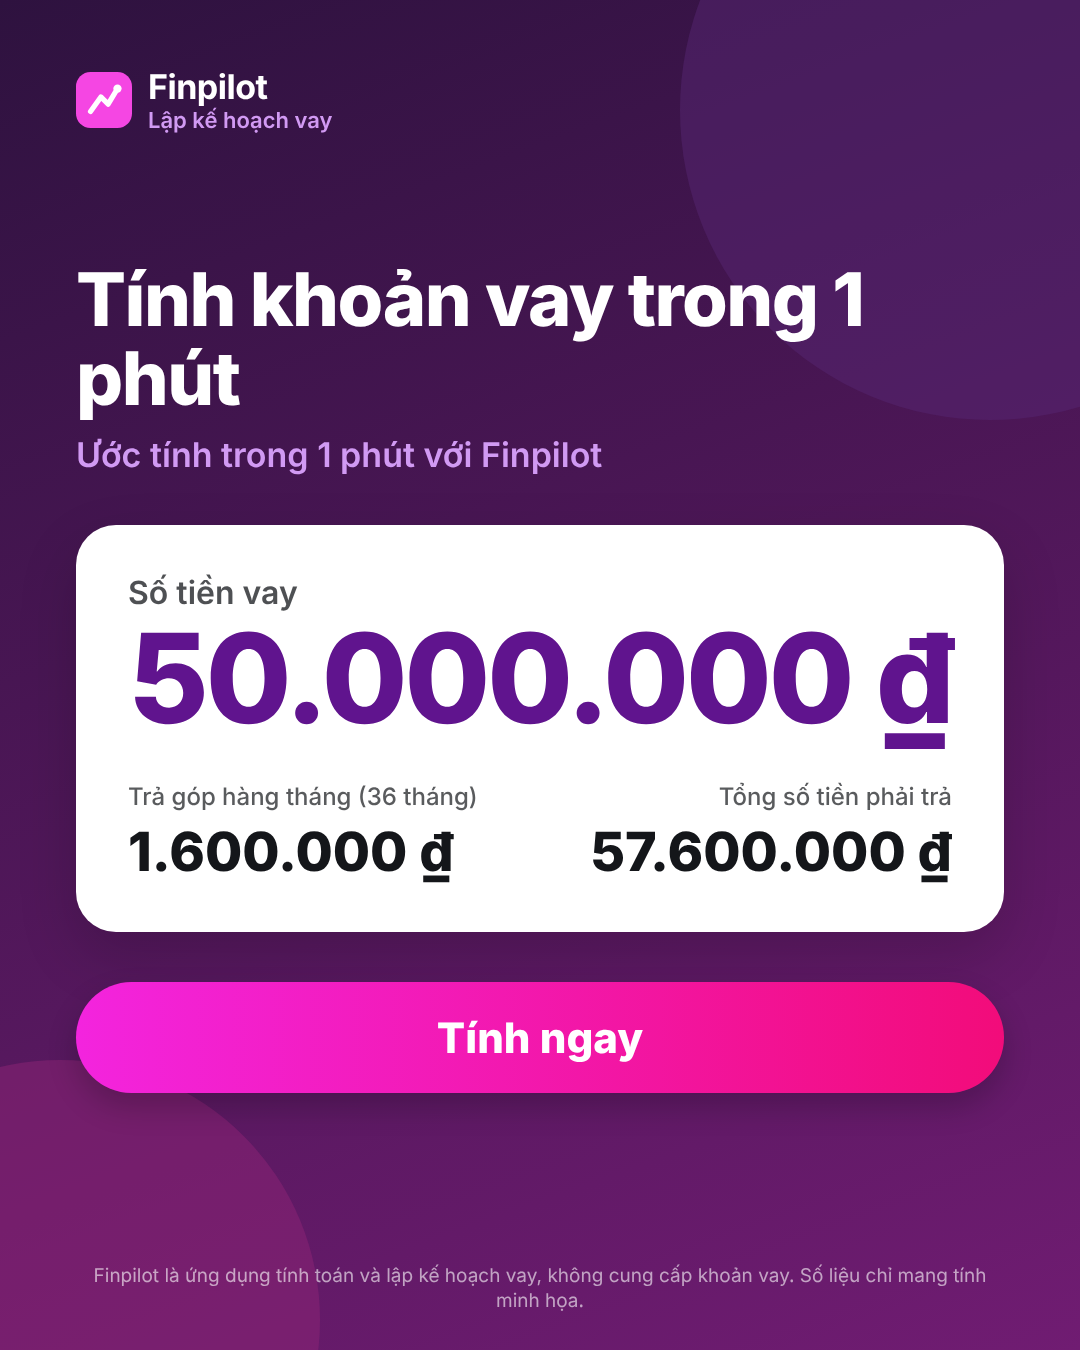 Finpilot
Lập kế hoạch vay
Tính khoản vay trong 1
phút
Ước tính trong 1 phút với Finpilot
Số tiền vay
50.000.000 ₫
Trả góp hàng tháng (36 tháng)
1.600.000 ₫
Tổng số tiền phải trả
57.600.000 ₫
Tính ngay
Finpilot là ứng dụng tính toán và lập kế hoạch vay, không cung cấp khoản vay. Số liệu chỉ mang tính
minh họa.